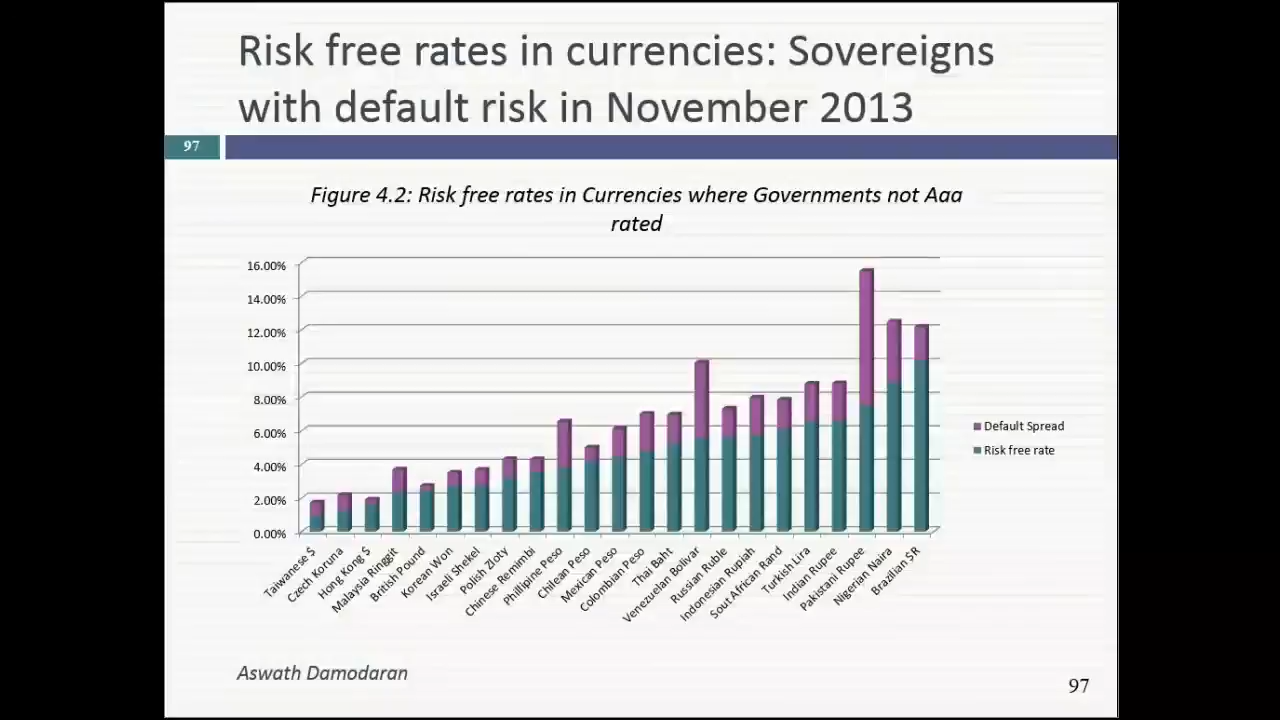 Risk free rates in currencies: Sovereigns
with default risk in November 2013
97
Figure 4.2: Risk free rates in Currencies where Governments not Aaa
rated
16.00%
14.00%
12.00%
10.00%
8.00%
6.00%
4.00%
2.00%
0.00%
Default Spread
Risk free rate
Taiwanese $
Czech Koruna
Hong Kong $
Malaysia Ringgit
British Pound
Korean Won
Israeli Shekel
Polish Zloty
Chinese Remimbi
Phillipine Peso
Chilean Peso
Mexican Peso
Colombian Peso
Thai Baht
Venezuelan Bolivar
Russian Ruble
Indonesian Rupiah
Sout African Rand
Turkish Lira
Indian Rupee
Pakistani Rupee
Nigerian Naira
Brazilian $R
Aswath Damodaran
97